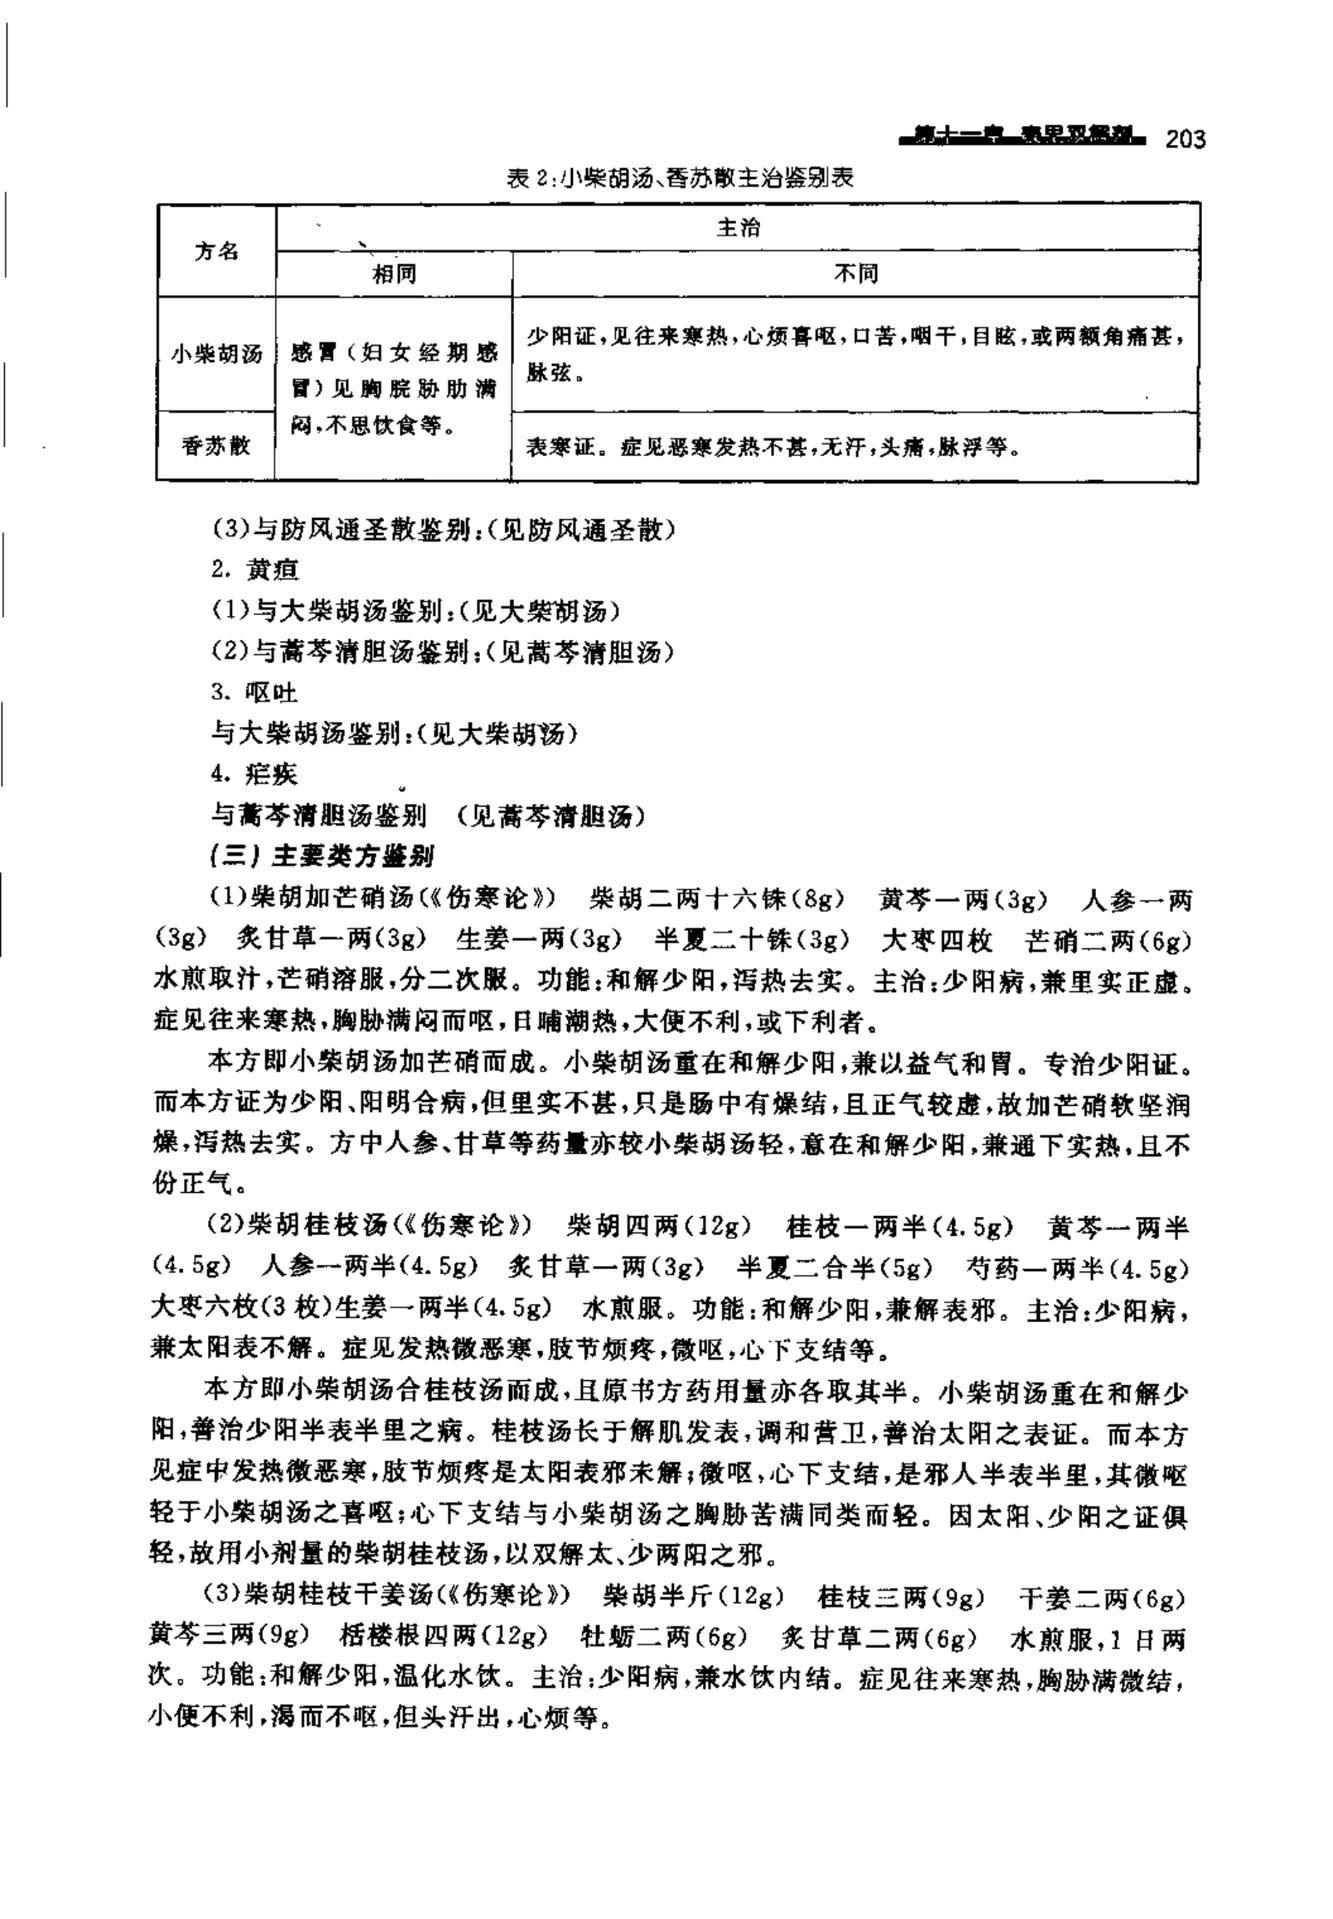 第十一章 表里双解剂 203
表 2:小柴胡汤、香苏散主治鉴别表
方名
主治
相同
不同
小柴胡汤
感冒(妇女经期感
冒)见胸脘胁肋满
闷,不思饮食等。
少阳证,见往来寒热,心烦喜呕,口苦,咽干,目眩,或两额角痛甚,
脉弦。
香苏散
表寒证。症见恶寒发热不甚,无汗,头痛,脉浮等。
(3)与防风通圣散鉴别:(见防风通圣散)
2. 黄疸
(1)与大柴胡汤鉴别:(见大柴胡汤)
(2)与蒿芩清胆汤鉴别:(见蒿芩清胆汤)
3. 呕吐
与大柴胡汤鉴别:(见大柴胡汤)
4. 疟疾
与蒿芩清胆汤鉴别 (见蒿芩清胆汤)
(三) 主要类方鉴别
(1)柴胡加芒硝汤(《伤寒论》) 柴胡二两十六铢(8g) 黄芩一两(3g) 人参一两
(3g) 炙甘草一两(3g) 生姜一两(3g) 半夏二十铢(3g) 大枣四枚 芒硝二两(6g)
水煎取汁,芒硝溶服,分二次服。功能:和解少阳,泻热去实。主治:少阳病,兼里实正虚。
症见往来寒热,胸胁满闷而呕,日晡潮热,大便不利,或下利者。
本方即小柴胡汤加芒硝而成。小柴胡汤重在和解少阳,兼以益气和胃。专治少阳证。
而本方证为少阳、阳明合病,但里实不甚,只是肠中有燥结,且正气较虚,故加芒硝软坚润
燥,泻热去实。方中人参、甘草等药量亦较小柴胡汤轻,意在和解少阳,兼通下实热,且不
份正气。
(2)柴胡桂枝汤(《伤寒论》) 柴胡四两(12g) 桂枝一两半(4.5g) 黄芩一两半
(4.5g) 人参一两半(4.5g) 炙甘草一两(3g) 半夏二合半(5g) 芍药一两半(4.5g)
大枣六枚(3 枚)生姜一两半(4.5g) 水煎服。功能:和解少阳,兼解表邪。主治:少阳病,
兼太阳表不解。症见发热微恶寒,肢节烦疼,微呕,心下支结等。
本方即小柴胡汤合桂枝汤而成,且原书方药用量亦各取其半。小柴胡汤重在和解少
阳,善治少阳半表半里之病。桂枝汤长于解肌发表,调和营卫,善治太阳之表证。而本方
见症中发热微恶寒,肢节烦疼是太阳表邪未解;微呕,心下支结,是邪人半表半里,其微呕
轻于小柴胡汤之喜呕;心下支结与小柴胡汤之胸胁苦满同类而轻。因太阳、少阳之证俱
轻,故用小剂量的柴胡桂枝汤,以双解太、少两阳之邪。
(3)柴胡桂枝干姜汤(《伤寒论》) 柴胡半斤(12g) 桂枝三两(9g) 干姜二两(6g)
黄芩三两(9g) 栝楼根四两(12g) 牡蛎二两(6g) 炙甘草二两(6g) 水煎服,1 日两
次。功能:和解少阳,温化水饮。主治:少阳病,兼水饮内结。症见往来寒热,胸胁满微结,
小便不利,渴而不呕,但头汗出,心烦等。